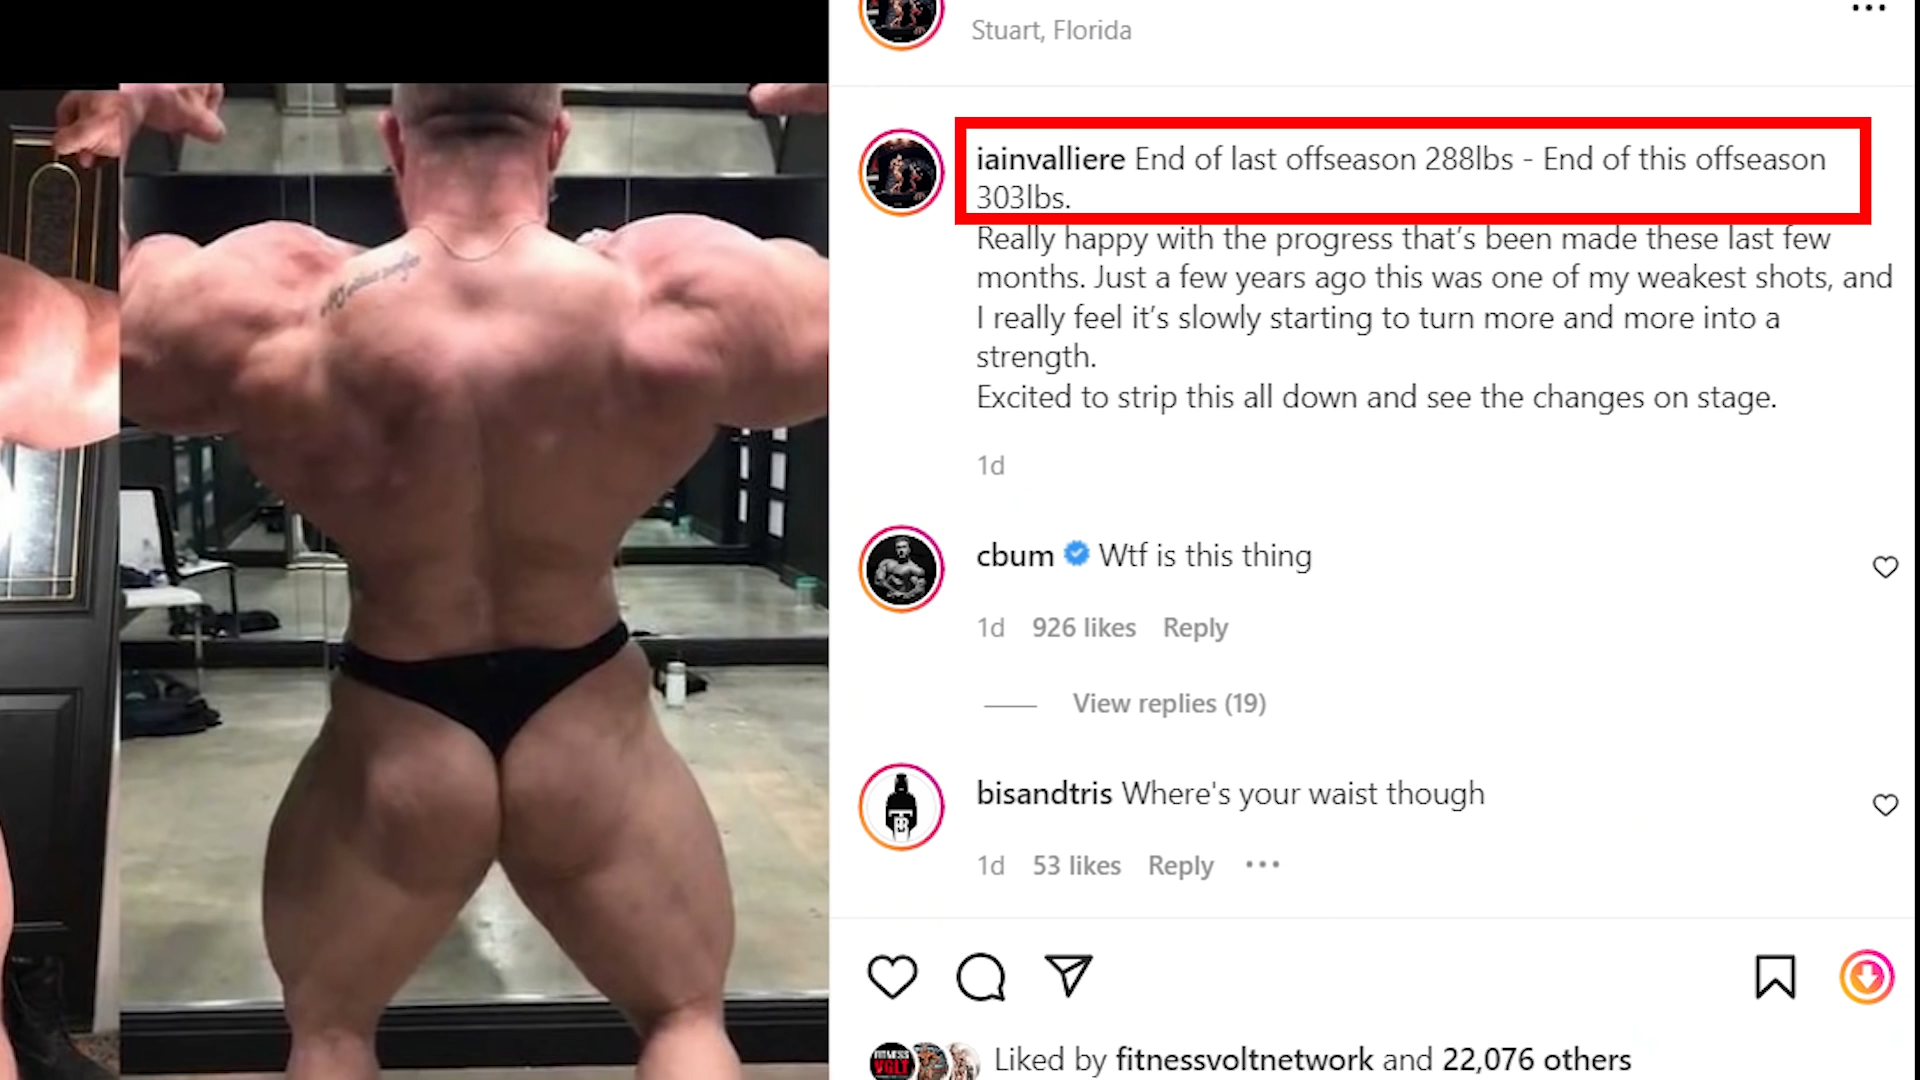 Stuart, Florida
iainvalliere End of last offseason 288lbs - End of this offseason
303lbs.
Really happy with the progress that's been made these last few
months. Just a few years ago this was one of my weakest shots, and
I really feel it's slowly starting to turn more and more into a
strength.
Excited to strip this all down and see the changes on stage.
1d
cbum Wtf is this thing
1d 926 likes Reply
View replies (19)
bisandtris Where's your waist though
1d 53 likes Reply
Liked by fitnessvoltnetwork and 22,076 others
FITNESS
VOLT